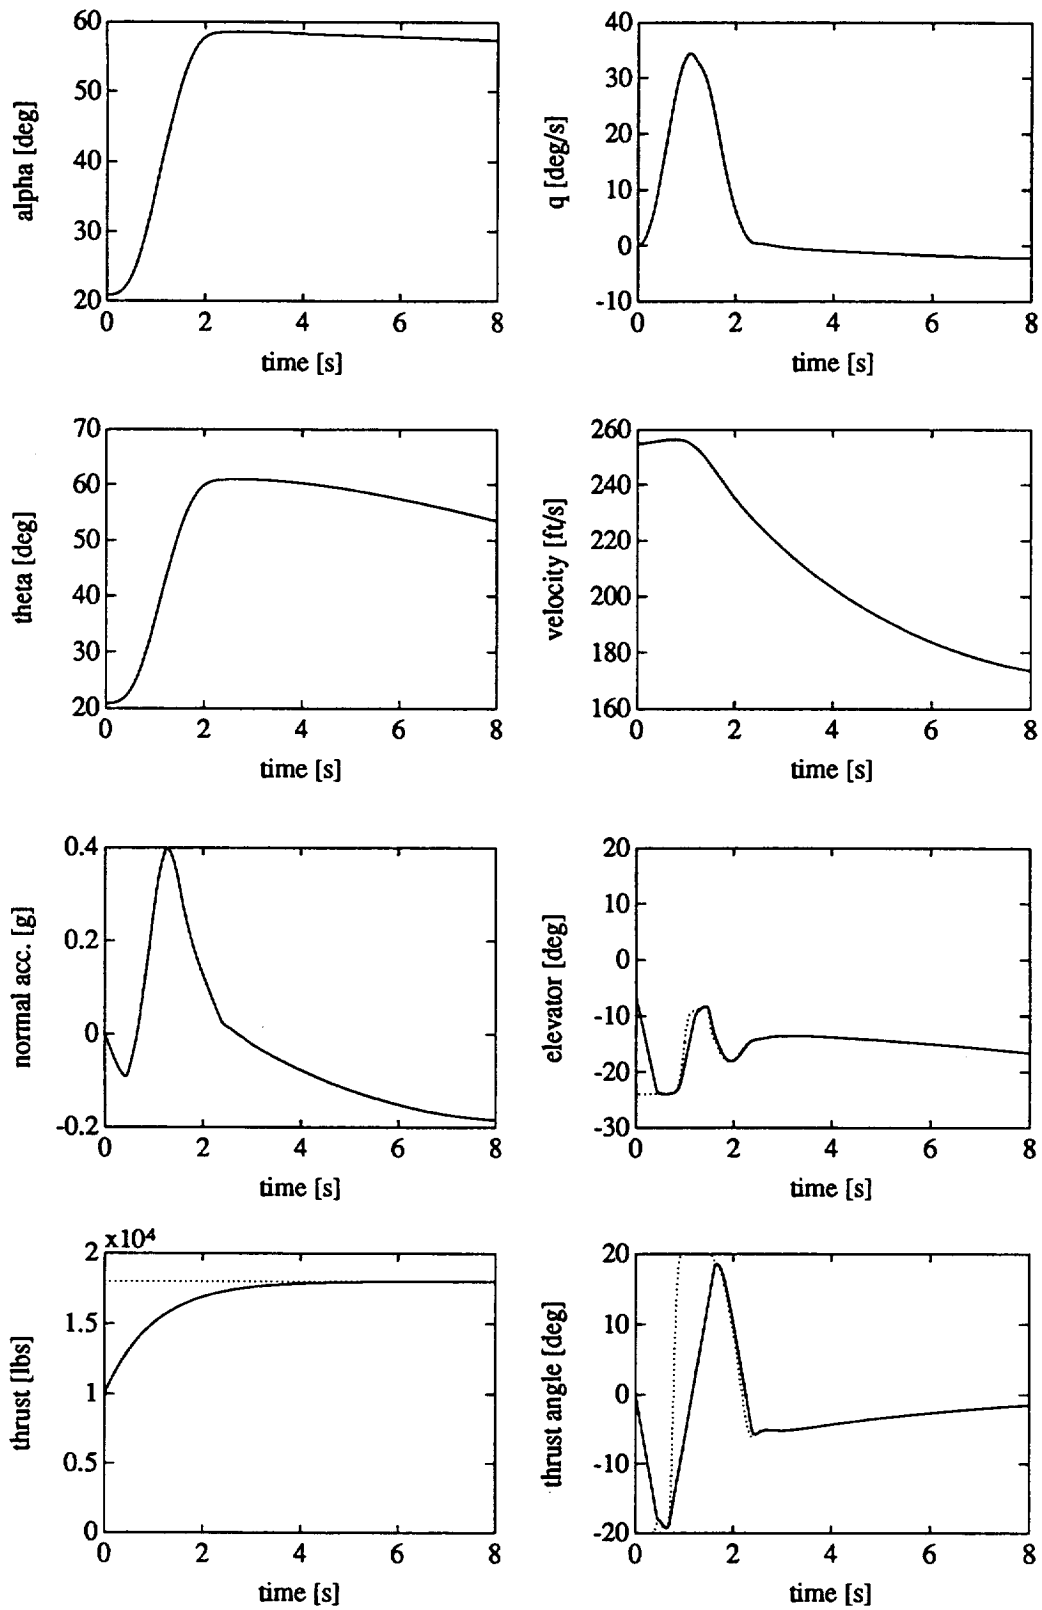 60
50
40
30
20
alpha [deg]
0 2 4 6 8
time [s]
40
30
20
10
0
-10
q [deg/s]
0 2 4 6 8
time [s]
70
60
50
40
30
20
theta [deg]
0 2 4 6 8
time [s]
260
240
220
200
180
160
velocity [ft/s]
0 2 4 6 8
time [s]
0.4
0.2
0
-0.2
normal acc. [g]
0 2 4 6 8
time [s]
20
10
0
-10
-20
-30
elevator [deg]
0 2 4 6 8
time [s]
x10⁴
2
1.5
1
0.5
0
thrust [lbs]
0 2 4 6 8
time [s]
20
10
0
-10
-20
thrust angle [deg]
0 2 4 6 8
time [s]